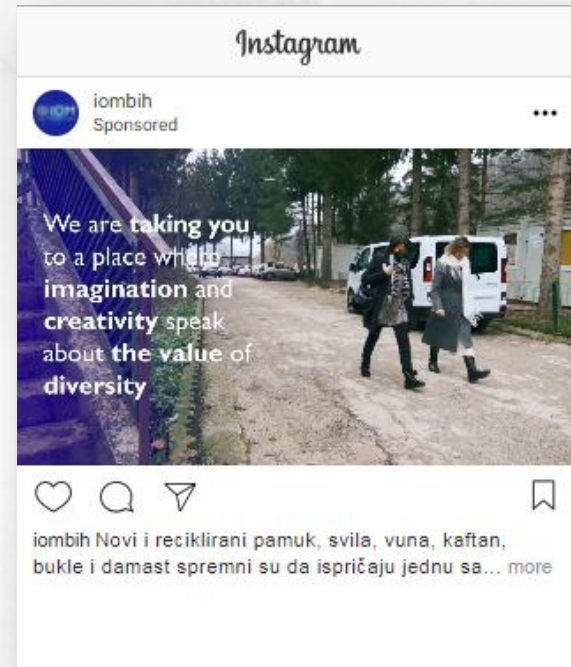 Instagram
iombih
Sponsored
IOM
We are taking you
to a place where
imagination and
creativity speak
about the value of
diversity
iombih Novi i reciklirani pamuk, svila, vuna, kaftan,
bukle i damast spremni su da ispričaju jednu sa... more